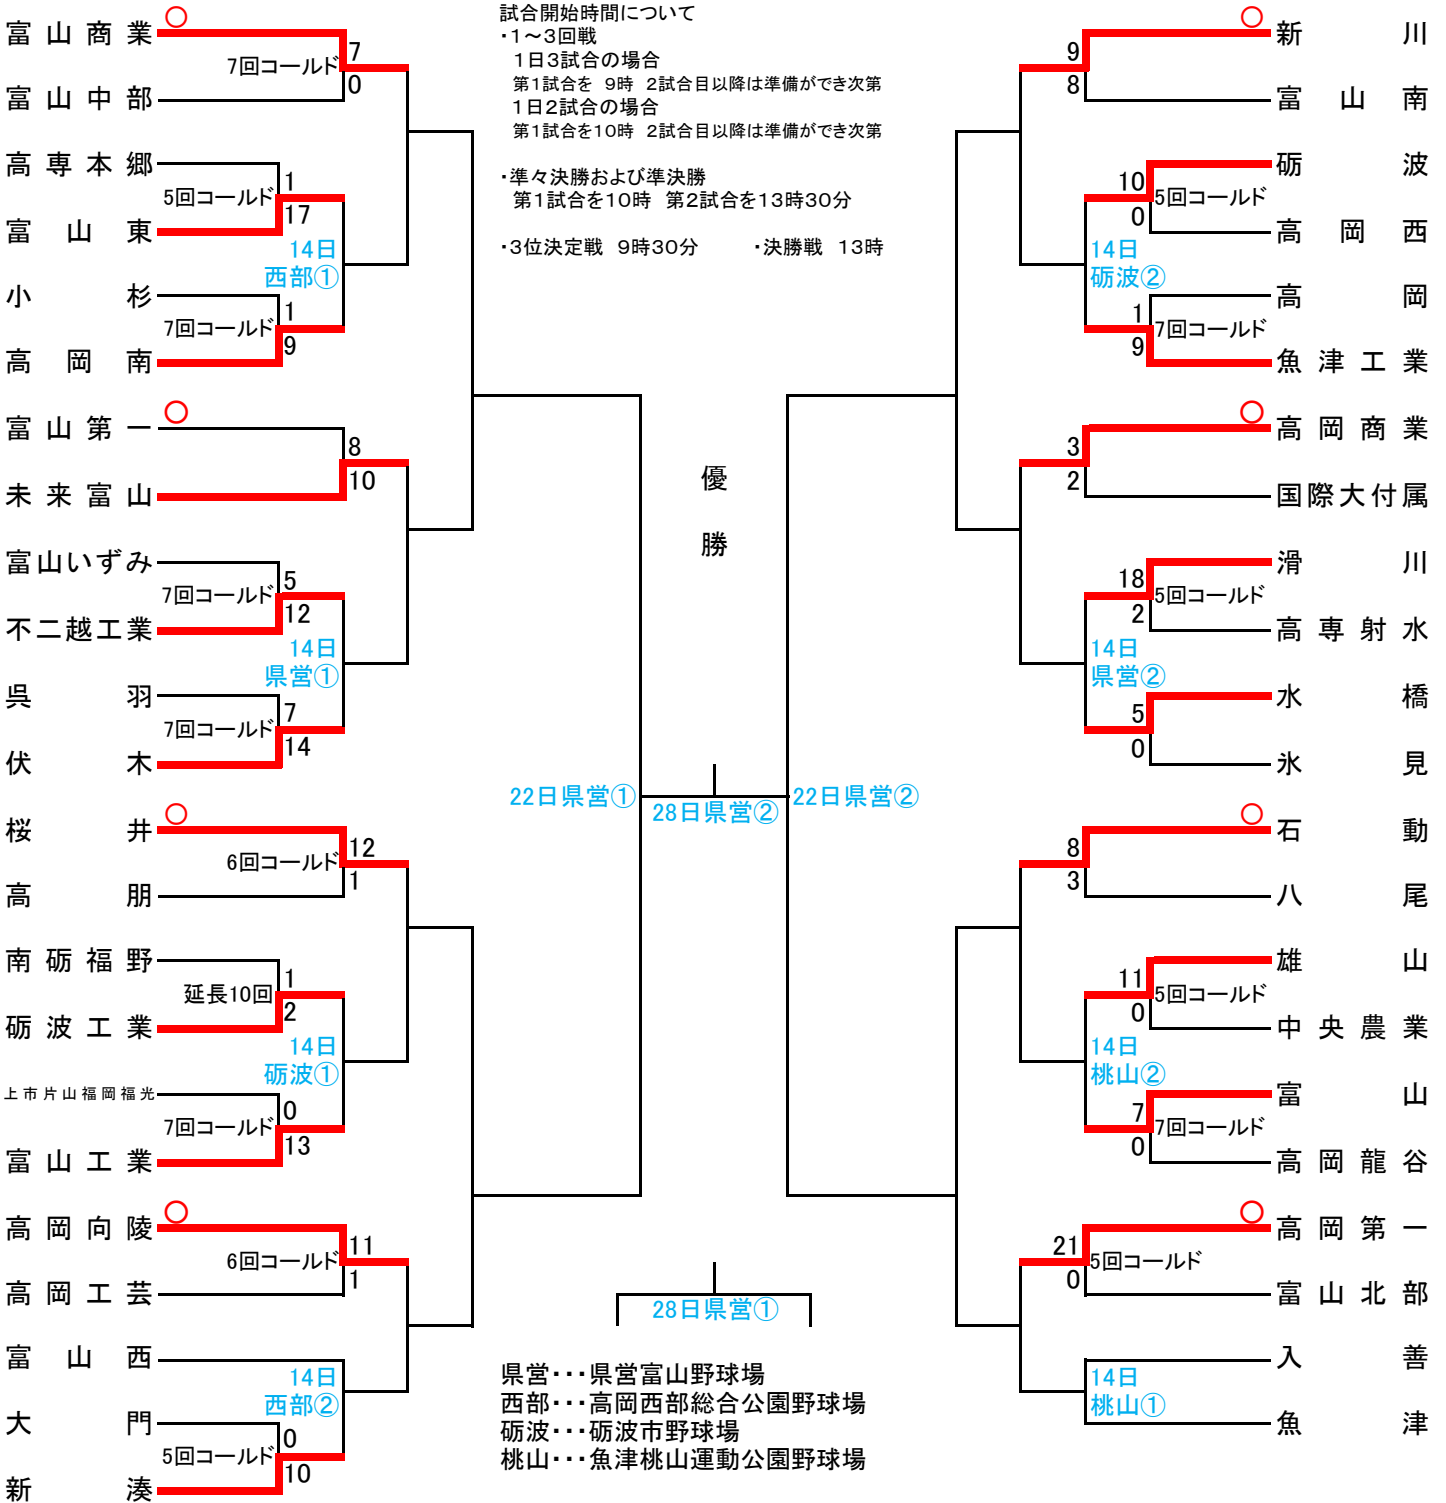 富山商業
7回コールド
7
0
富山中部
高専本郷
5回コールド
1
17
富山東
14日
西部①
小杉
7回コールド
1
9
高岡南
富山第一
8
10
未来富山
富山いずみ
7回コールド
5
12
不二越工業
14日
県営①
呉羽
7回コールド
7
14
伏木
桜井
6回コールド
12
1
高朋
南砺福野
延長10回
1
2
砺波工業
14日
砺波①
上市片山福岡福光
7回コールド
0
13
富山工業
高岡向陵
6回コールド
11
1
高岡工芸
富山西
14日
西部②
大門
5回コールド
0
10
新湊
試合開始時間について
・1~3回戦
1日3試合の場合
第1試合を 9時 2試合目以降は準備ができ次第
1日2試合の場合
第1試合を10時 2試合目以降は準備ができ次第
・準々決勝および準決勝
第1試合を10時 第2試合を13時30分
・3位決定戦 9時30分 ・決勝戦 13時
優勝
22日県営①
28日県営②
22日県営②
28日県営①
県営・・・県営富山野球場
西部・・・高岡西部総合公園野球場
砺波・・・砺波市野球場
桃山・・・魚津桃山運動公園野球場
新川
9
8
富山南
砺波
10
5回コールド
0
高岡西
14日
砺波②
高岡
1
7回コールド
9
魚津工業
高岡商業
3
2
国際大付属
滑川
18
5回コールド
2
高専射水
14日
県営②
水橋
5
0
氷見
石動
8
3
八尾
雄山
11
5回コールド
0
中央農業
14日
桃山②
富山
7
7回コールド
0
高岡龍谷
高岡第一
21
5回コールド
0
富山北部
入善
14日
桃山①
魚津